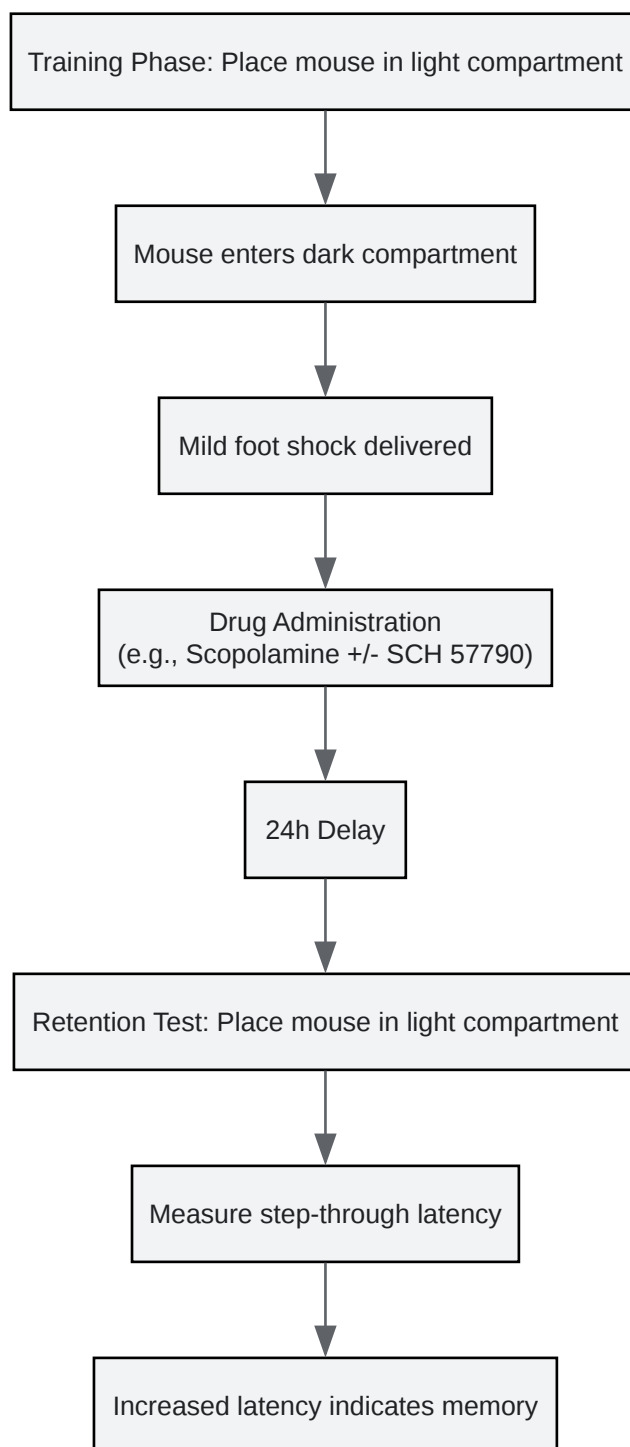 Training Phase: Place mouse in light compartment
Mouse enters dark compartment
Mild foot shock delivered
Drug Administration
(e.g., Scopolamine +/- SCH 57790)
24h Delay
Retention Test: Place mouse in light compartment
Measure step-through latency
Increased latency indicates memory